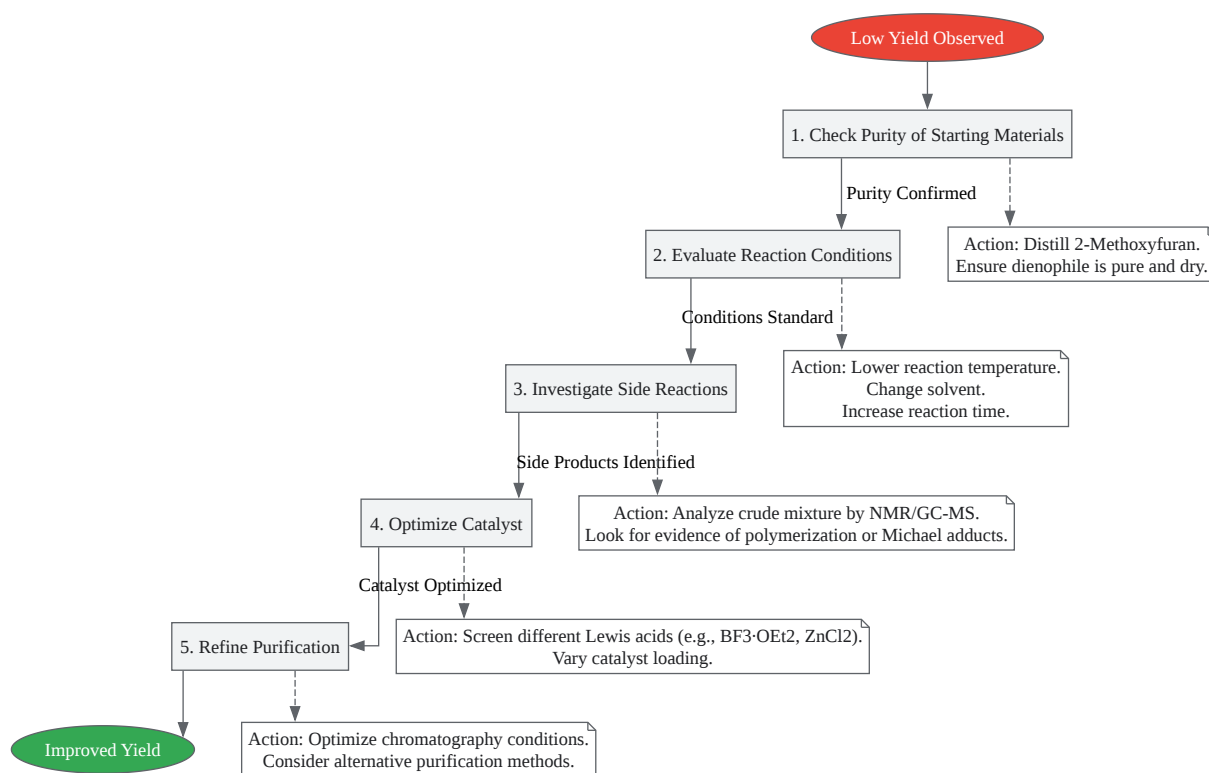 Low Yield Observed
1. Check Purity of Starting Materials
Purity Confirmed
Action: Distill 2-Methoxyfuran.
Ensure dienophile is pure and dry.
2. Evaluate Reaction Conditions
Conditions Standard
Action: Lower reaction temperature.
Change solvent.
Increase reaction time.
3. Investigate Side Reactions
Side Products Identified
Action: Analyze crude mixture by NMR/GC-MS.
Look for evidence of polymerization or Michael adducts.
4. Optimize Catalyst
Catalyst Optimized
Action: Screen different Lewis acids (e.g., BF3·OEt2, ZnCl2).
Vary catalyst loading.
5. Refine Purification
Action: Optimize chromatography conditions.
Consider alternative purification methods.
Improved Yield